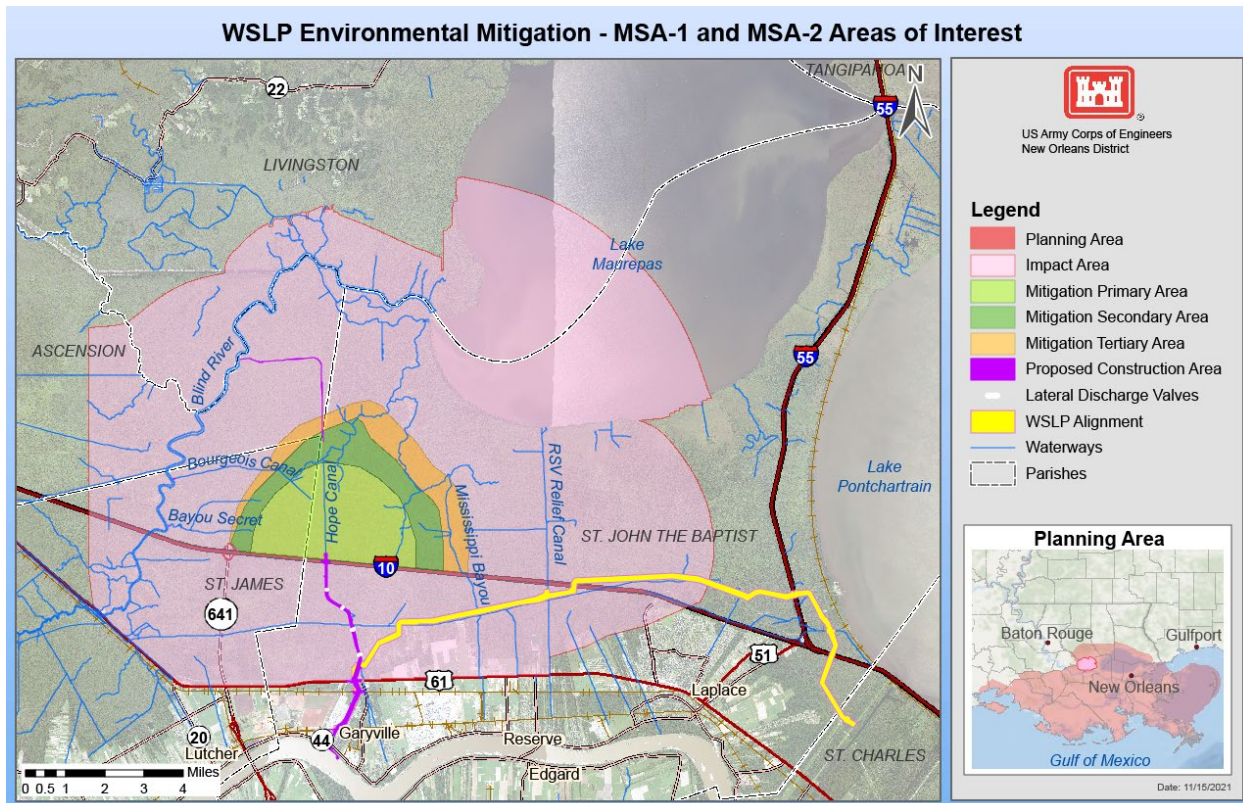 WSLP Environmental Mitigation - MSA-1 and MSA-2 Areas of Interest
TANGIPAHOA
N
22
55
LIVINGSTON
Lake
Maurepas
ASCENSION
Blind River
55
Bourgeois Canal
Hope Canal
Bayou Secret
Mississippi Bayou
RSV Relief Canal
Lake
Pontchartrain
ST. JOHN THE BAPTIST
10
ST. JAMES
641
51
61
Laplace
20
Lutcher
44
Garyville
Reserve
Edgard
ST. CHARLES
Miles
0 0.5 1 2 3 4
®
US Army Corps of Engineers
New Orleans District
Legend
Planning Area
Impact Area
Mitigation Primary Area
Mitigation Secondary Area
Mitigation Tertiary Area
Proposed Construction Area
Lateral Discharge Valves
WSLP Alignment
Waterways
Parishes
Planning Area
Baton Rouge
Gulfport
New Orleans
Gulf of Mexico
Date: 11/15/2021